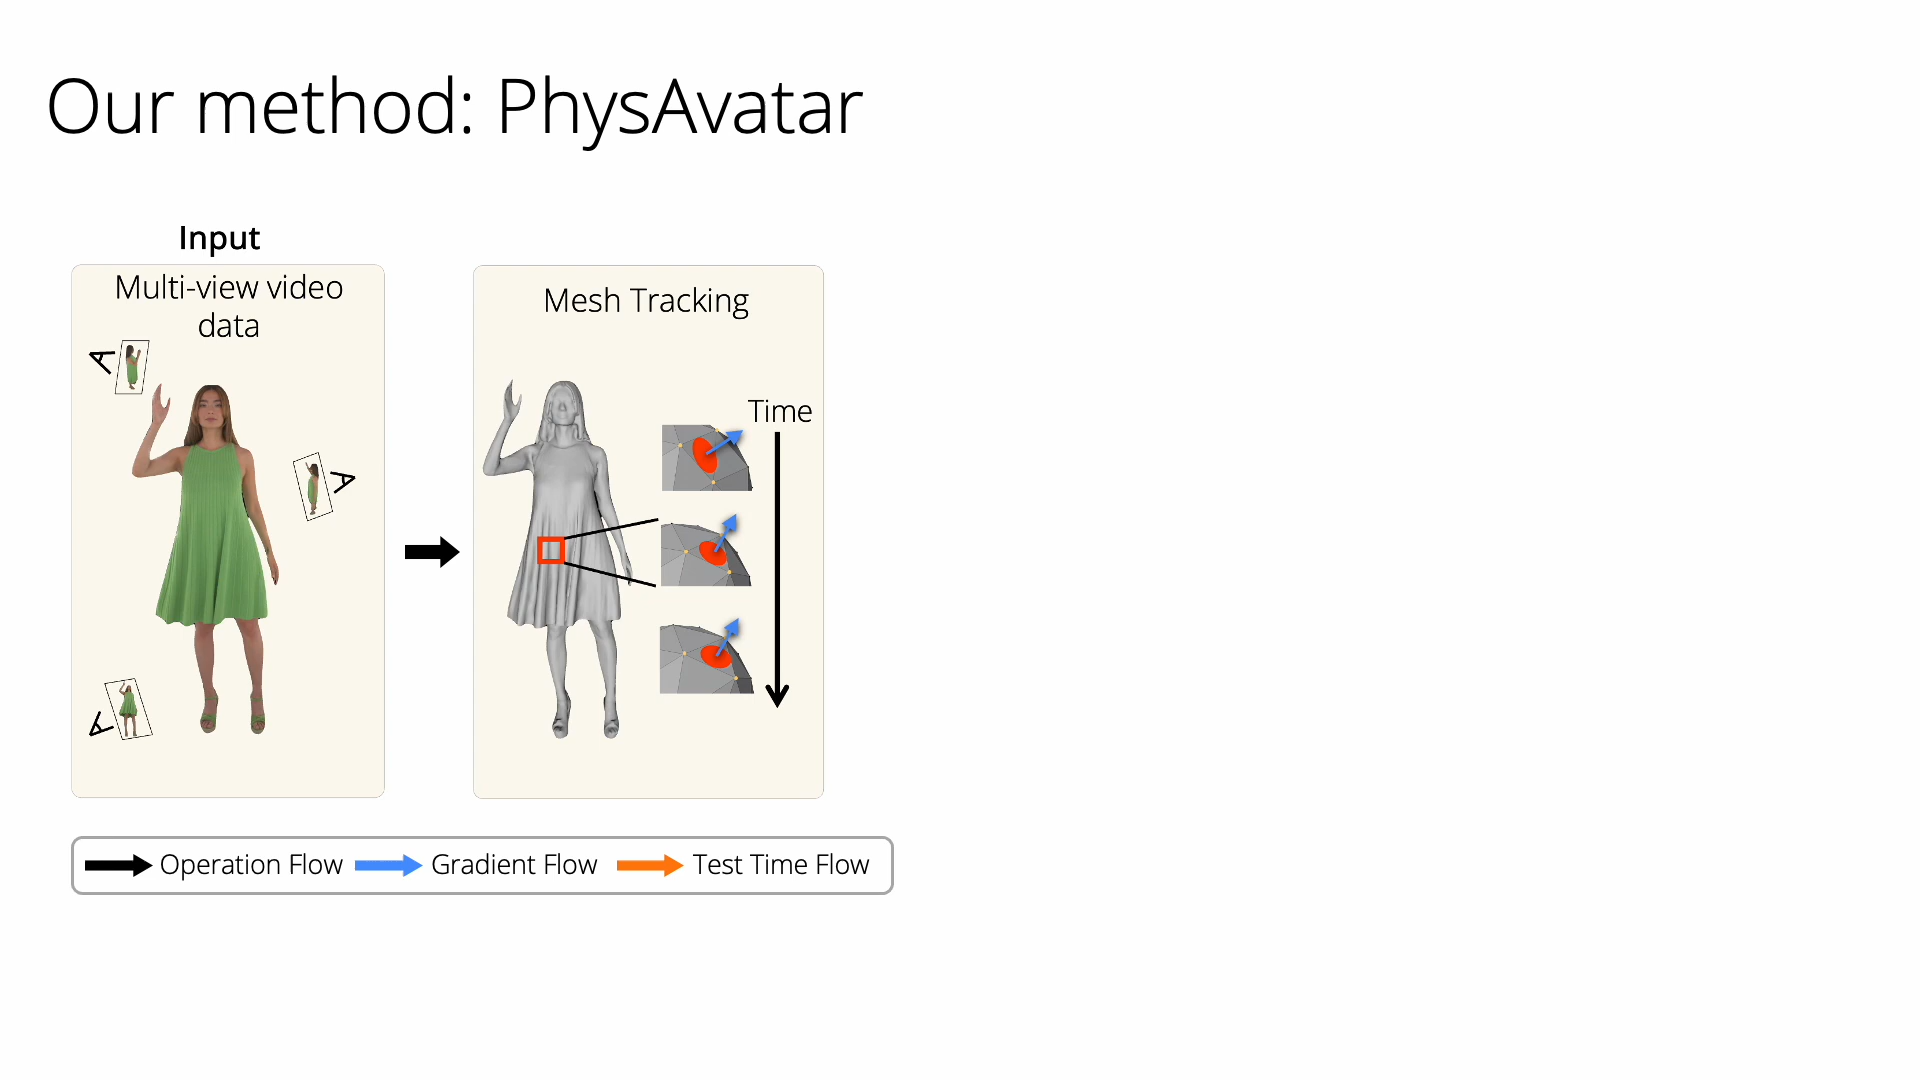 Our method: PhysAvatar
Input
Multi-view video
data
Mesh Tracking
Time
Operation Flow
Gradient Flow
Test Time Flow